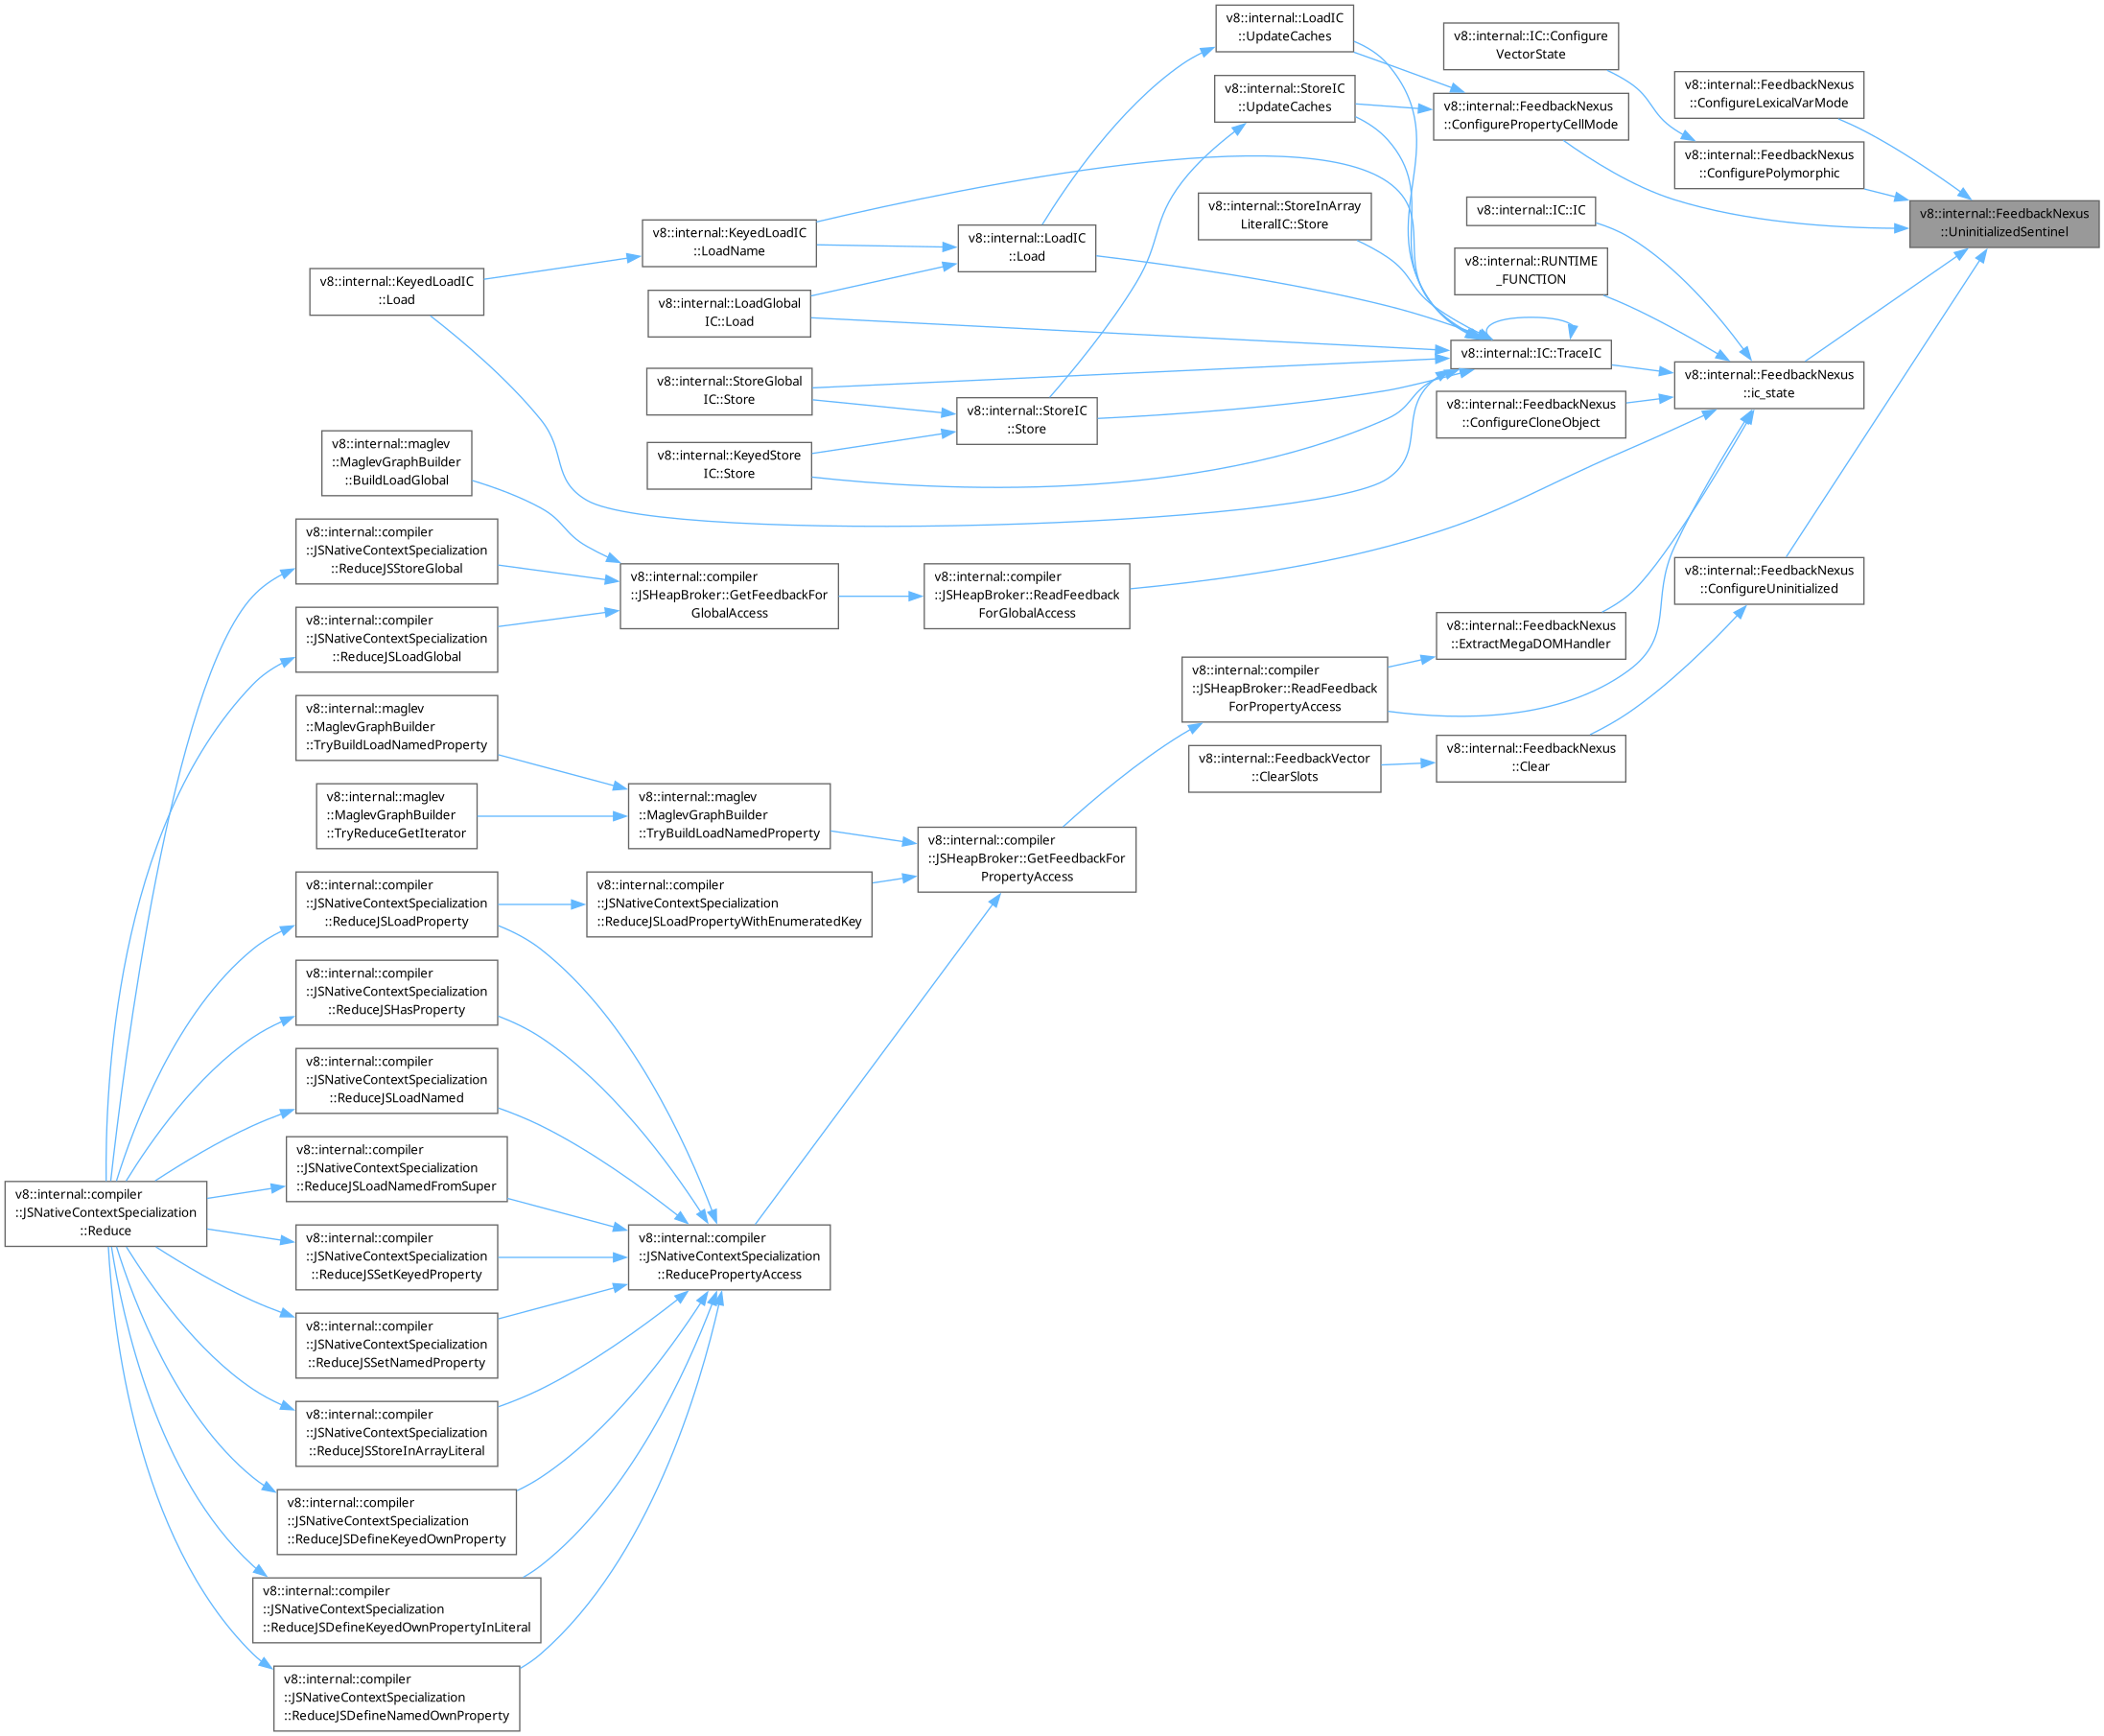 v8::internal::LoadIC
::UpdateCaches
v8::internal::IC::Configure
VectorState
v8::internal::FeedbackNexus
::ConfigureLexicalVarMode
v8::internal::StoreIC
::UpdateCaches
v8::internal::FeedbackNexus
::ConfigurePropertyCellMode
v8::internal::FeedbackNexus
::ConfigurePolymorphic
v8::internal::FeedbackNexus
::UninitializedSentinel
v8::internal::StoreInArray
LiteralIC::Store
v8::internal::IC::IC
v8::internal::KeyedLoadIC
::LoadName
v8::internal::LoadIC
::Load
v8::internal::RUNTIME
_FUNCTION
v8::internal::KeyedLoadIC
::Load
v8::internal::LoadGlobal
IC::Load
v8::internal::IC::TraceIC
v8::internal::FeedbackNexus
::ic_state
v8::internal::StoreGlobal
IC::Store
v8::internal::StoreIC
::Store
v8::internal::FeedbackNexus
::ConfigureCloneObject
v8::internal::KeyedStore
IC::Store
v8::internal::maglev
::MaglevGraphBuilder
::BuildLoadGlobal
v8::internal::compiler
::JSNativeContextSpecialization
::ReduceJSStoreGlobal
v8::internal::compiler
::JSHeapBroker::GetFeedbackFor
GlobalAccess
v8::internal::compiler
::JSHeapBroker::ReadFeedback
ForGlobalAccess
v8::internal::FeedbackNexus
::ConfigureUninitialized
v8::internal::compiler
::JSNativeContextSpecialization
::ReduceJSLoadGlobal
v8::internal::FeedbackNexus
::ExtractMegaDOMHandler
v8::internal::compiler
::JSHeapBroker::ReadFeedback
ForPropertyAccess
v8::internal::maglev
::MaglevGraphBuilder
::TryBuildLoadNamedProperty
v8::internal::FeedbackVector
::ClearSlots
v8::internal::FeedbackNexus
::Clear
v8::internal::maglev
::MaglevGraphBuilder
::TryReduceGetIterator
v8::internal::maglev
::MaglevGraphBuilder
::TryBuildLoadNamedProperty
v8::internal::compiler
::JSHeapBroker::GetFeedbackFor
PropertyAccess
v8::internal::compiler
::JSNativeContextSpecialization
::ReduceJSLoadProperty
v8::internal::compiler
::JSNativeContextSpecialization
::ReduceJSLoadPropertyWithEnumeratedKey
v8::internal::compiler
::JSNativeContextSpecialization
::ReduceJSHasProperty
v8::internal::compiler
::JSNativeContextSpecialization
::ReduceJSLoadNamed
v8::internal::compiler
::JSNativeContextSpecialization
::ReduceJSLoadNamedFromSuper
v8::internal::compiler
::JSNativeContextSpecialization
::Reduce
v8::internal::compiler
::JSNativeContextSpecialization
::ReduceJSSetKeyedProperty
v8::internal::compiler
::JSNativeContextSpecialization
::ReducePropertyAccess
v8::internal::compiler
::JSNativeContextSpecialization
::ReduceJSSetNamedProperty
v8::internal::compiler
::JSNativeContextSpecialization
::ReduceJSStoreInArrayLiteral
v8::internal::compiler
::JSNativeContextSpecialization
::ReduceJSDefineKeyedOwnProperty
v8::internal::compiler
::JSNativeContextSpecialization
::ReduceJSDefineKeyedOwnPropertyInLiteral
v8::internal::compiler
::JSNativeContextSpecialization
::ReduceJSDefineNamedOwnProperty